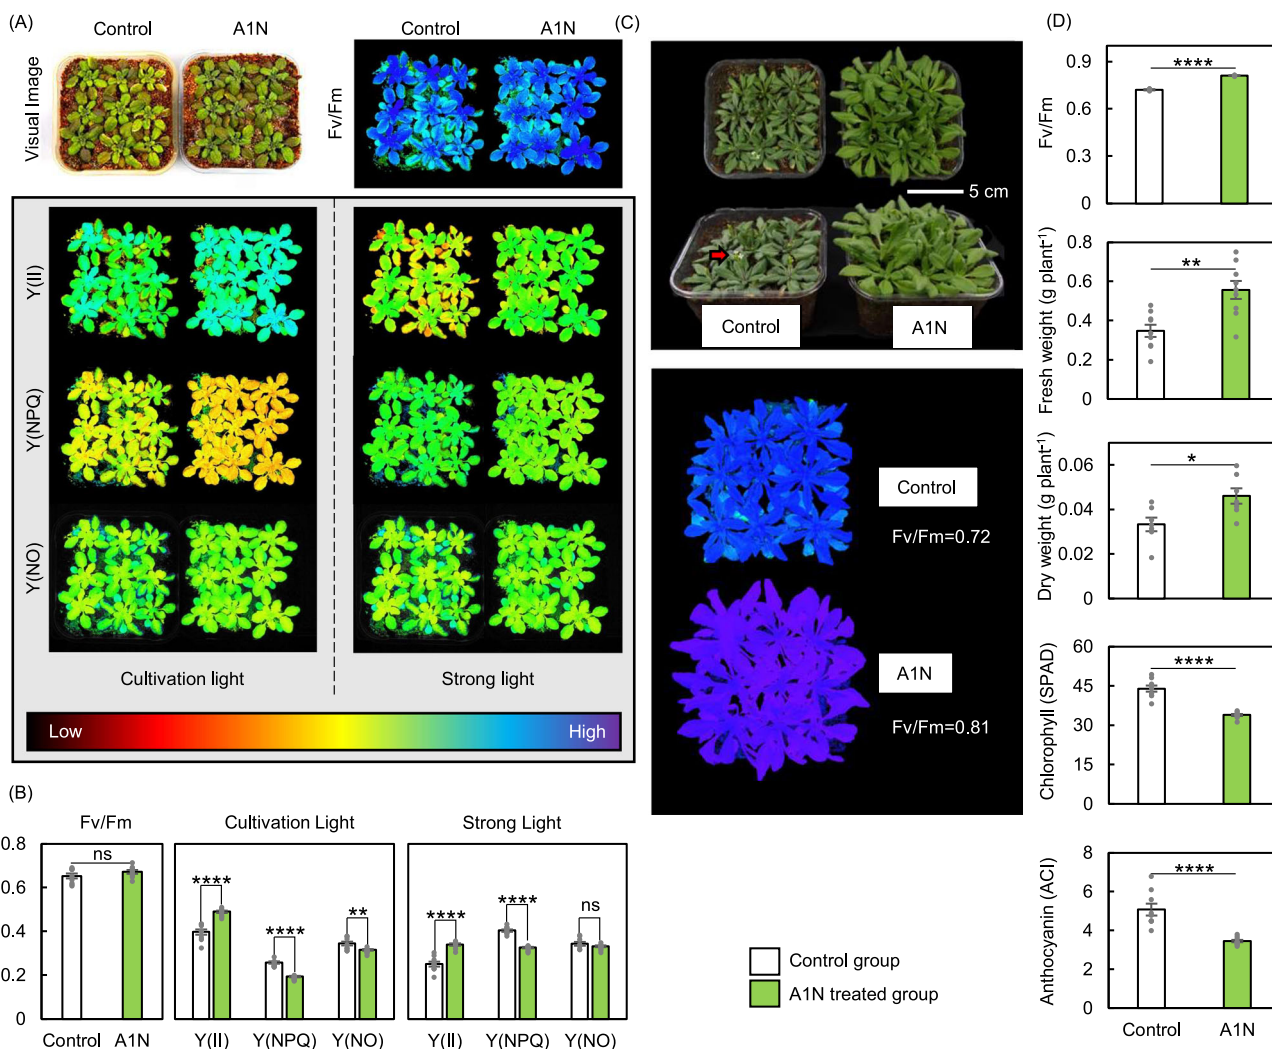 (A)
Control
A1N
Visual Image
Control
A1N
Fv/Fm
Y(II)
Y(NPQ)
Y(NO)
Cultivation light
Strong light
Low
High
(B)
Fv/Fm
Cultivation Light
Strong Light
0.8
0.6
0.4
0.2
0
ns
****
****
**
****
****
ns
Control
A1N
Y(II)
Y(NPQ)
Y(NO)
Y(II)
Y(NPQ)
Y(NO)
(C)
5 cm
Control
A1N
Control
Fv/Fm=0.72
A1N
Fv/Fm=0.81
Control group
A1N treated group
(D)
Fv/Fm
0.9
0.6
0.3
0
****
Fresh weight (g plant⁻¹)
0.8
0.6
0.4
0.2
0
**
Dry weight (g plant⁻¹)
0.06
0.04
0.02
0
*
Chlorophyll (SPAD)
60
45
30
15
0
****
Anthocyanin (ACI)
8
6
4
2
0
****
Control
A1N